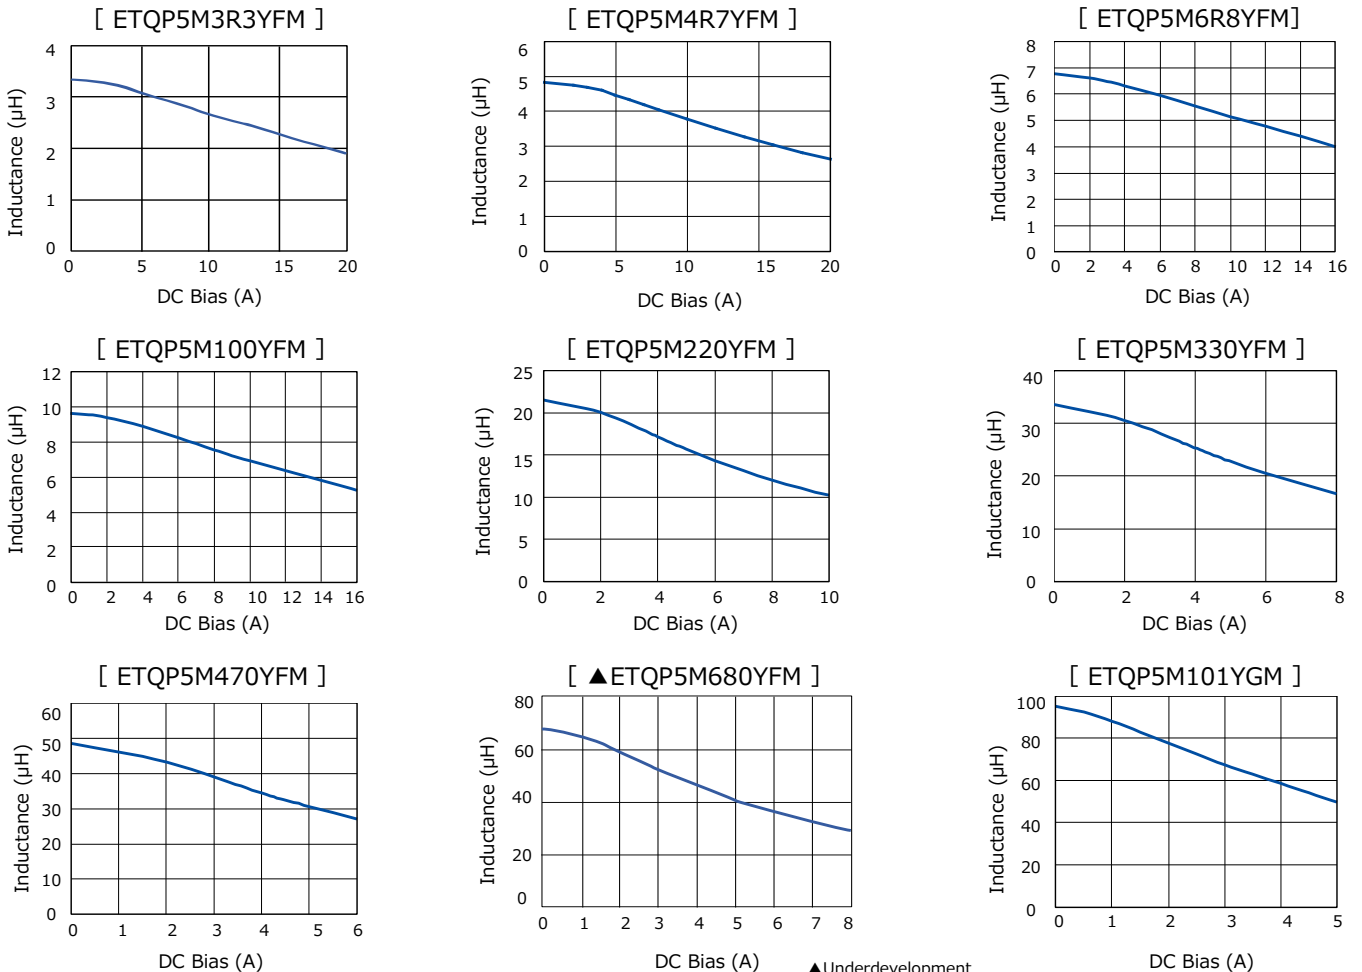 [ ETQP5M3R3YFM ]
Inductance (µH)
4
3
2
1
0
0 5 10 15 20
DC Bias (A)
[ ETQP5M4R7YFM ]
Inductance (µH)
6
5
4
3
2
1
0
0 5 10 15 20
DC Bias (A)
[ ETQP5M6R8YFM]
Inductance (µH)
8
7
6
5
4
3
2
1
0
0 2 4 6 8 10 12 14 16
DC Bias (A)
[ ETQP5M100YFM ]
Inductance (µH)
12
10
8
6
4
2
0
0 2 4 6 8 10 12 14 16
DC Bias (A)
[ ETQP5M220YFM ]
Inductance (µH)
25
20
15
10
5
0
0 2 4 6 8 10
DC Bias (A)
[ ETQP5M330YFM ]
Inductance (µH)
40
30
20
10
0
0 2 4 6 8
DC Bias (A)
[ ETQP5M470YFM ]
Inductance (µH)
60
50
40
30
20
10
0
0 1 2 3 4 5 6
DC Bias (A)
[ ▲ETQP5M680YFM ]
Inductance (µH)
80
60
40
20
0
0 1 2 3 4 5 6 7 8
DC Bias (A)
▲Underdevelopment
[ ETQP5M101YGM ]
Inductance (µH)
100
80
60
40
20
0
0 1 2 3 4 5
DC Bias (A)